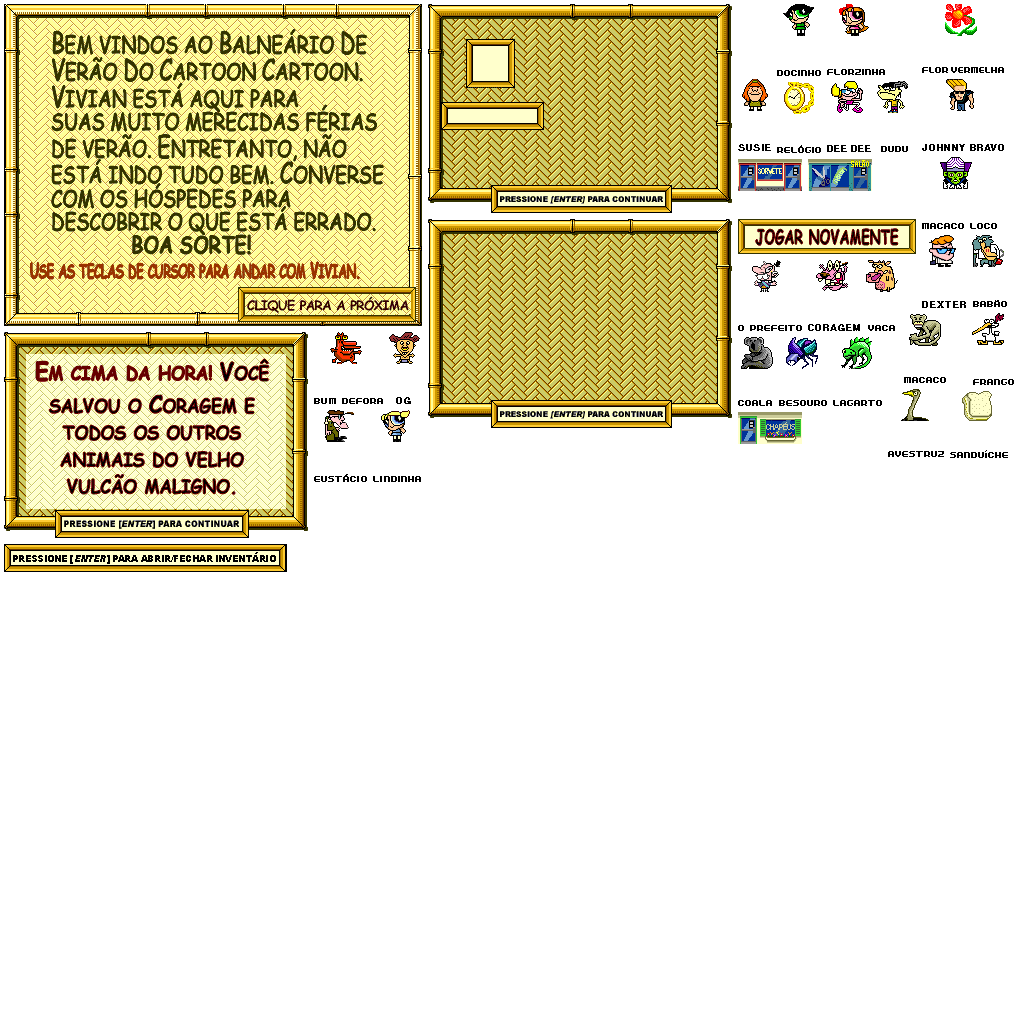 BEM VINDOS AO BALNEÁRIO DE
VERÃO DO CARTOON CARTOON.
VIVIAN ESTÁ AQUI PARA
SUAS MUITO MERECIDAS FÉRIAS
DE VERÃO. ENTRETANTO, NÃO
ESTÁ INDO TUDO BEM. CONVERSE
COM OS HÓSPEDES PARA
DESCOBRIR O QUE ESTÁ ERRADO.
BOA SORTE!
USE AS TECLAS DE CURSOR PARA ANDAR COM VIVIAN.
CLIQUE PARA A PRÓXIMA
EM CIMA DA HORA! VOCÊ
SALVOU O CORAGEM E
TODOS OS OUTROS
ANIMAIS DO VELHO
VULCÃO MALIGNO.
PRESSIONE [ENTER] PARA CONTINUAR
PRESSIONE [ENTER] PARA ABRIR/FECHAR INVENTÁRIO
BUM DEFORA
OG
EUSTÁCIO
LINDINHA
PRESSIONE [ENTER] PARA CONTINUAR
PRESSIONE [ENTER] PARA CONTINUAR
DOCINHO
FLORZINHA
FLOR VERMELHA
SUSIE
RELÓGIO
DEE DEE
DUDU
JOHNNY BRAVO
SORVETE
SALÃO
MACACO LOCO
JOGAR NOVAMENTE
DEXTER
BABÃO
O PREFEITO
CORAGEM
VACA
MACACO
FRANGO
COALA
BESOURO
LAGARTO
CHAPÉUS
AVESTRUZ
SANDUÍCHE